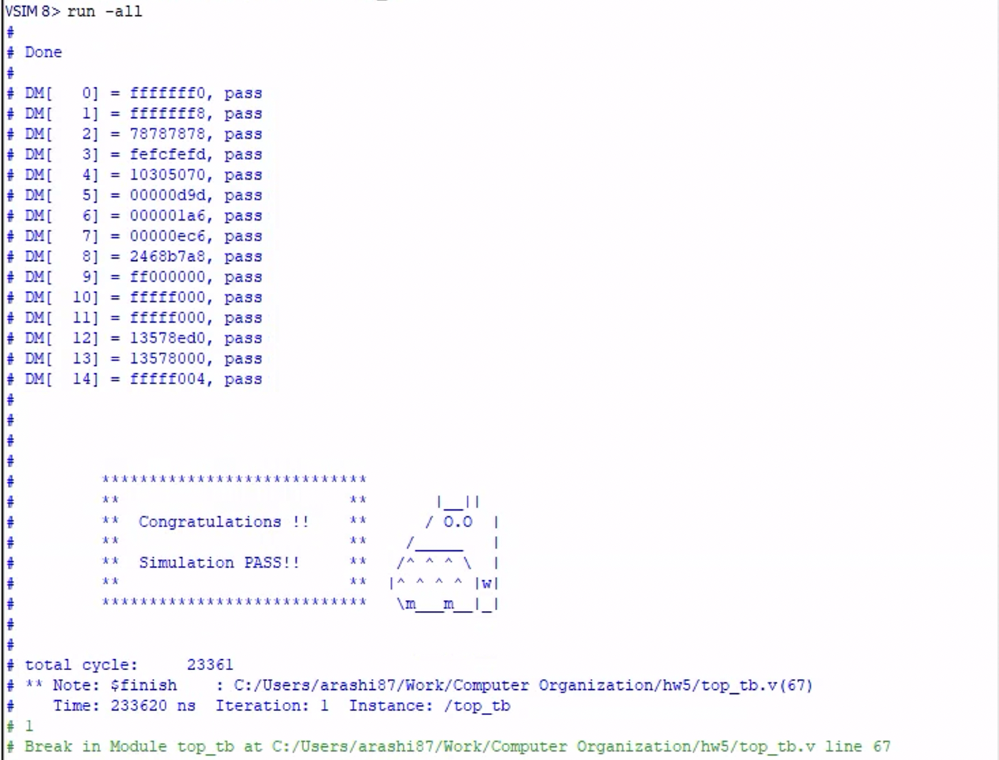 VSIM 8> run -all
#
# Done
#
# DM[   0] = fffffff0, pass
# DM[   1] = fffffff8, pass
# DM[   2] = 78787878, pass
# DM[   3] = fefcfefd, pass
# DM[   4] = 10305070, pass
# DM[   5] = 00000d9d, pass
# DM[   6] = 000001a6, pass
# DM[   7] = 00000ec6, pass
# DM[   8] = 2468b7a8, pass
# DM[   9] = ff000000, pass
# DM[  10] = fffff000, pass
# DM[  11] = fffff000, pass
# DM[  12] = 13578ed0, pass
# DM[  13] = 13578000, pass
# DM[  14] = fffff004, pass
#
#
#
#
#         ****************************
#         **                        **       |__||
#         **  Congratulations !!    **      / O.O  |
#         **                        **    /_____   |
#         **  Simulation PASS!!     **   /^ ^ ^ \  |
#         **                        **  |^ ^ ^ ^ |w|
#         ****************************   \m___m__|_|
#
#
# total cycle:     23361
# ** Note: $finish    : C:/Users/arashi87/Work/Computer Organization/hw5/top_tb.v(67)
#    Time: 233620 ns  Iteration: 1  Instance: /top_tb
# 1
# Break in Module top_tb at C:/Users/arashi87/Work/Computer Organization/hw5/top_tb.v line 67